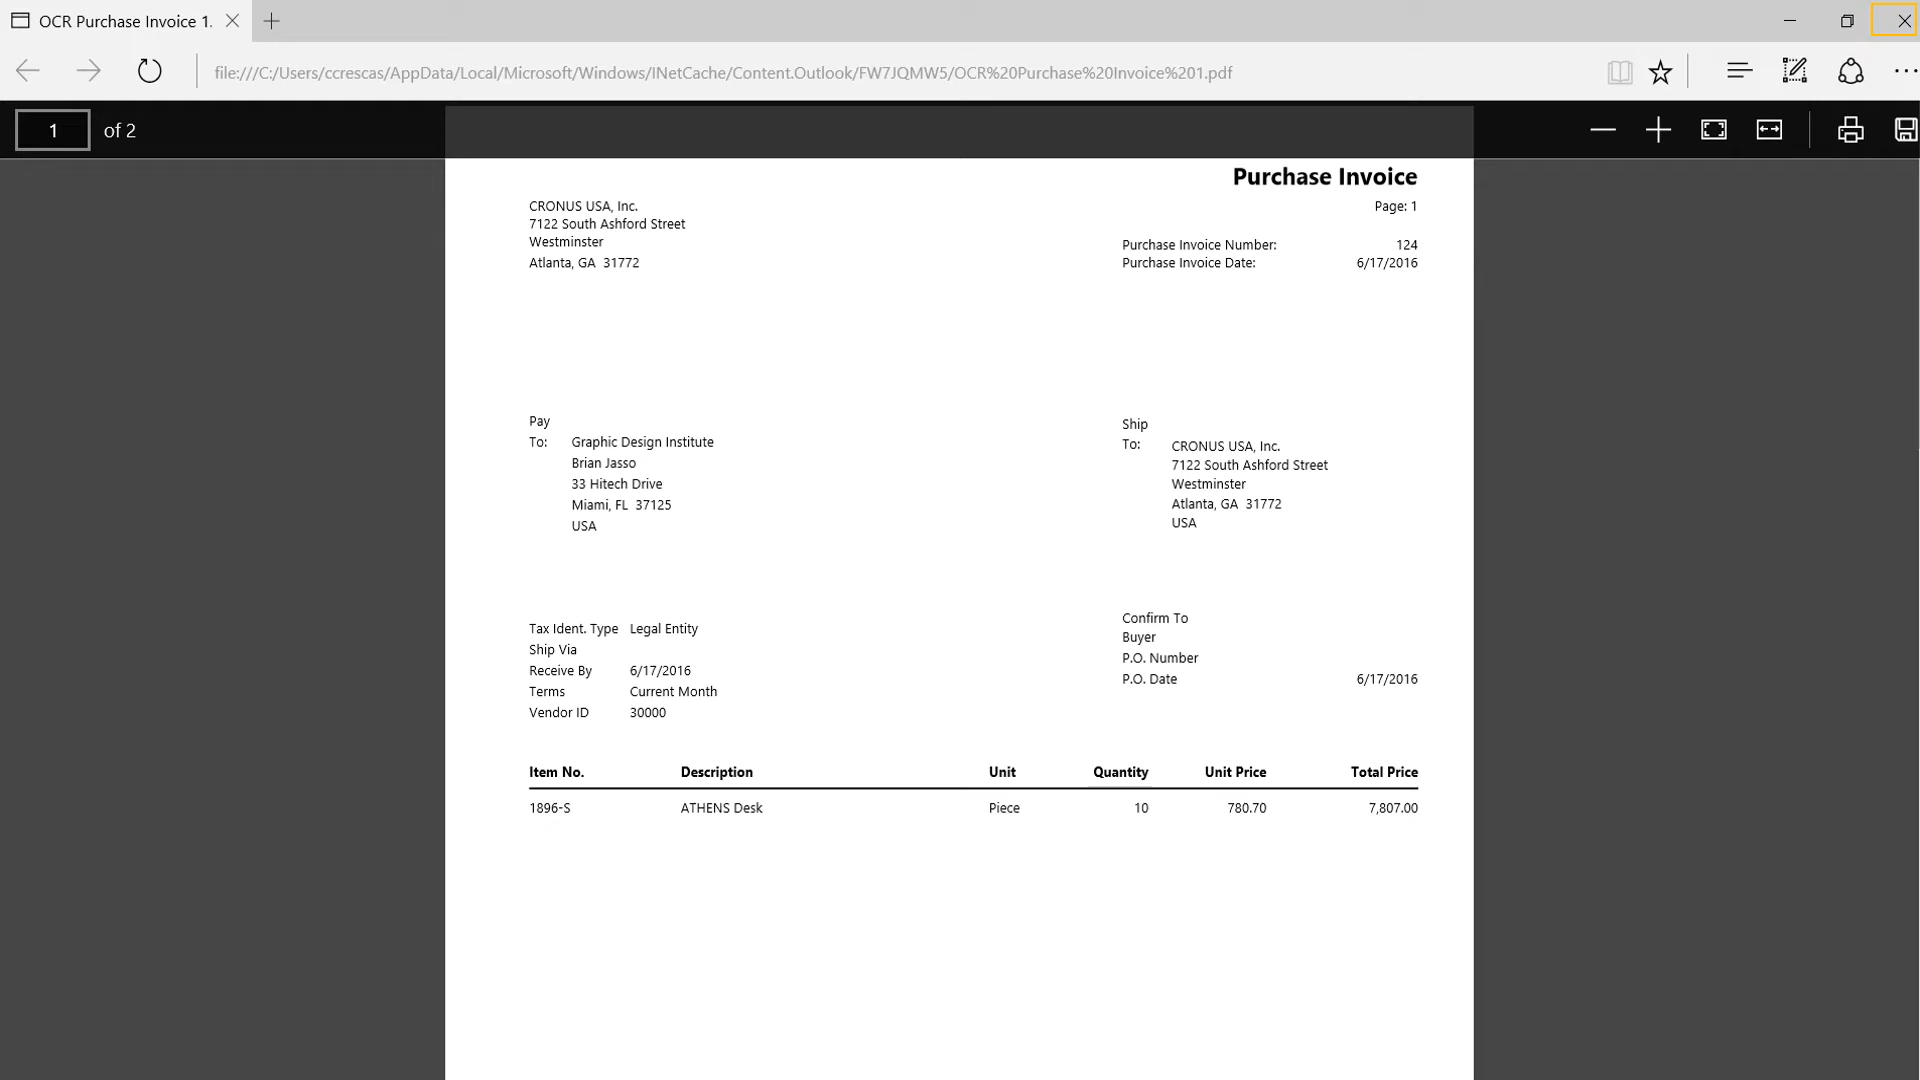 OCR Purchase Invoice 1.
file:///C:/Users/ccrescas/AppData/Local/Microsoft/Windows/INetCache/Content.Outlook/FW7JQMW5/OCR%20Purchase%20Invoice%201.pdf
1 of 2
Purchase Invoice
CRONUS USA, Inc. Page: 1
7122 South Ashford Street
Westminster Purchase Invoice Number: 124
Atlanta, GA 31772 Purchase Invoice Date: 6/17/2016
Pay
To: Graphic Design Institute
Brian Jasso
33 Hitech Drive
Miami, FL 37125
USA
Ship
To: CRONUS USA, Inc.
7122 South Ashford Street
Westminster
Atlanta, GA 31772
USA
Tax Ident. Type Legal Entity
Ship Via
Receive By 6/17/2016
Terms Current Month
Vendor ID 30000
Confirm To
Buyer
P.O. Number
P.O. Date 6/17/2016
Item No. Description Unit Quantity Unit Price Total Price
1896-S ATHENS Desk Piece 10 780.70 7,807.00